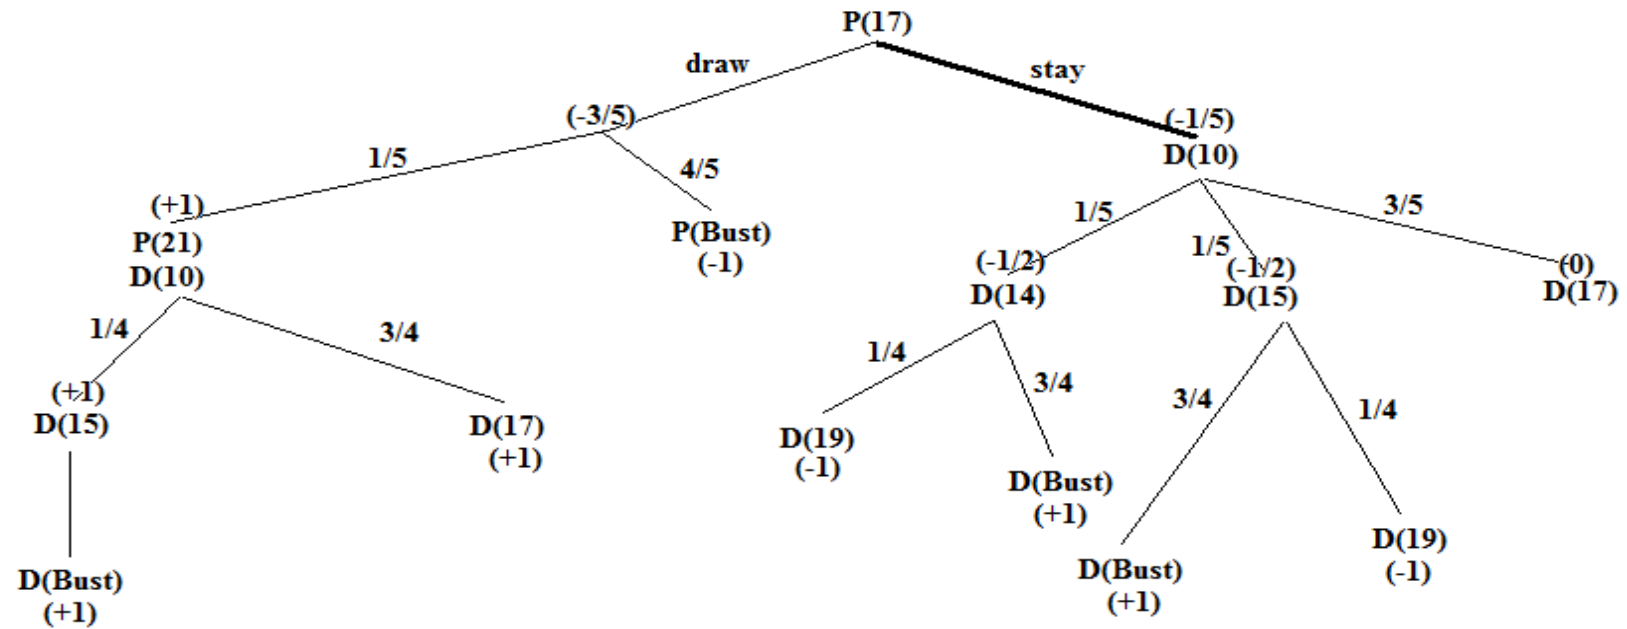 P(17)
draw
stay
(-3/5)
(-1/5)
D(10)
1/5
4/5
1/5
1/5
3/5
(+1)
P(21)
D(10)
P(Bust)
(-1)
(-1/2)
D(14)
(-1/2)
D(15)
(0)
D(17)
1/4
3/4
1/4
3/4
3/4
1/4
(+1)
D(15)
D(17)
(+1)
D(19)
(-1)
D(Bust)
(+1)
D(Bust)
(+1)
D(19)
(-1)
D(Bust)
(+1)